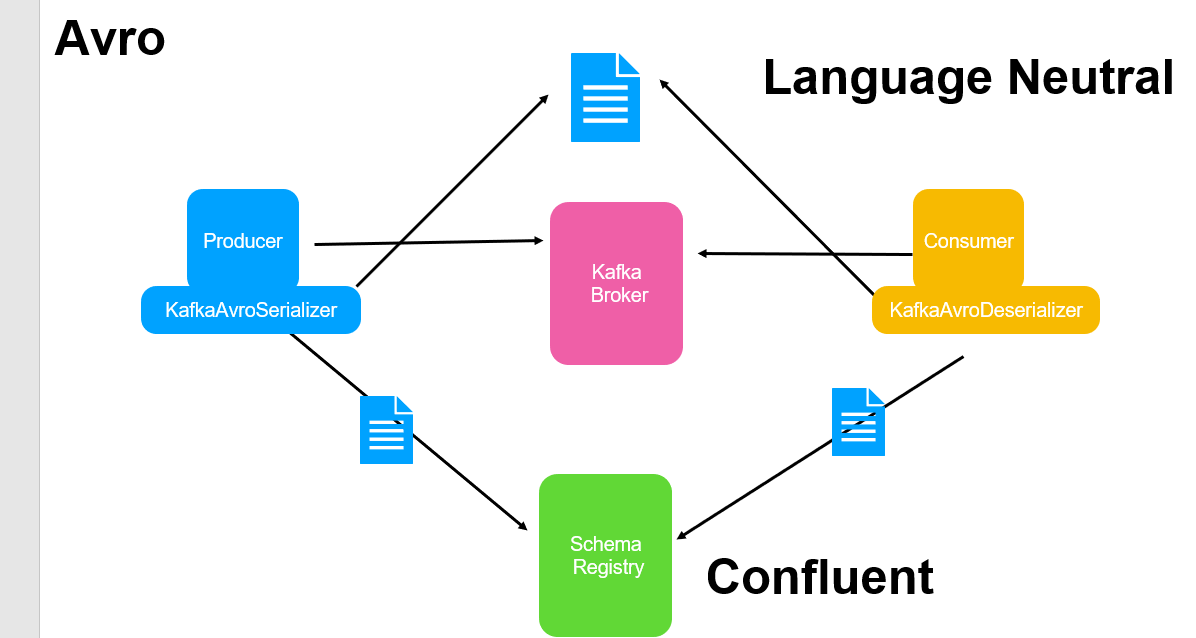 Avro
Language Neutral
Producer
KafkaAvroSerializer
Kafka
Broker
Consumer
KafkaAvroDeserializer
Schema
Registry
Confluent